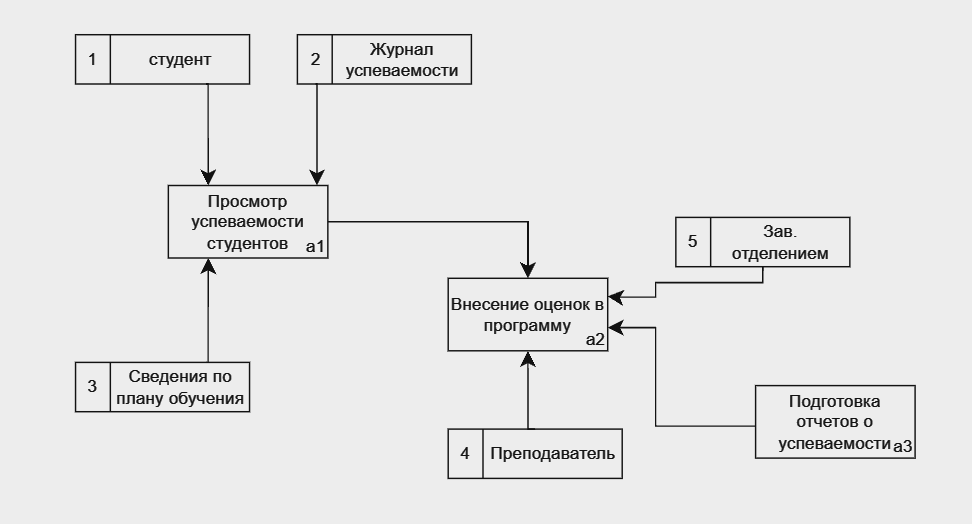 1
студент
2
Журнал
успеваемости
Просмотр
успеваемости
студентов
a1
5
Зав.
отделением
Внесение оценок в
программу
a2
3
Сведения по
плану обучения
Подготовка
отчетов о
успеваемости
a3
4
Преподаватель